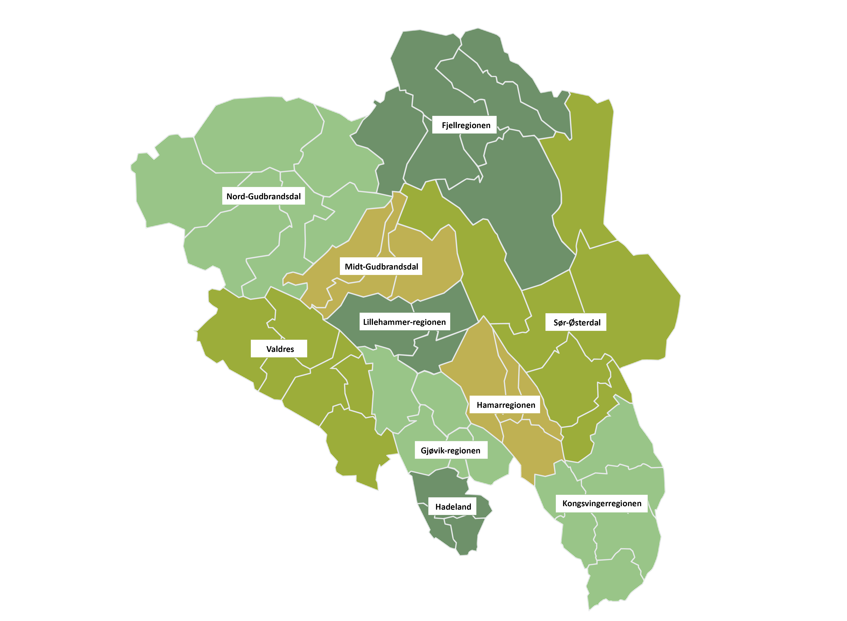 Fjellregionen
Nord-Gudbrandsdal
Midt-Gudbrandsdal
Lillehammer-regionen
Sør-Østerdal
Valdres
Hamarregionen
Gjøvik-regionen
Kongsvingerregionen
Hadeland